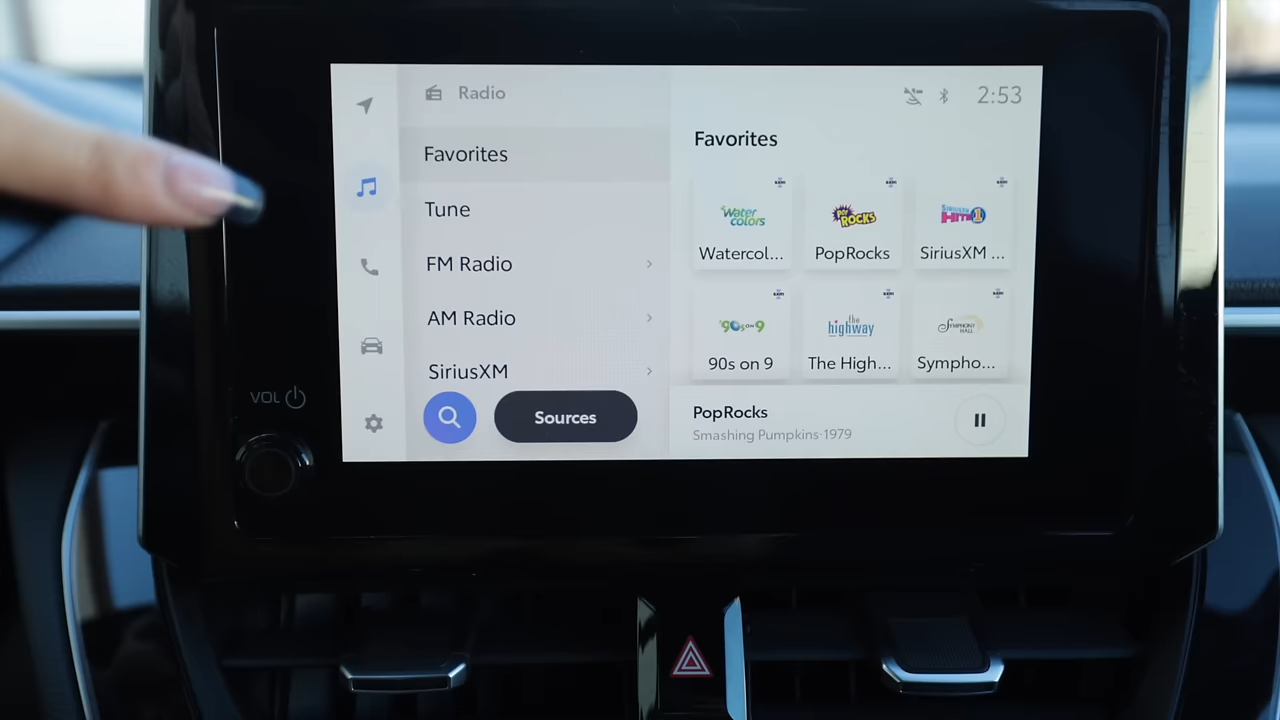 Radio
2:53
Favorites
Tune
FM Radio
AM Radio
SiriusXM
Sources
Favorites
Water colors
Watercol...
POP ROCKS
PopRocks
SIRIUSXM HITS 1
SiriusXM ...
'90s ON 9
90s on 9
the highway
The High...
SYMPHONY HALL
Sympho...
PopRocks
Smashing Pumpkins·1979
VOL